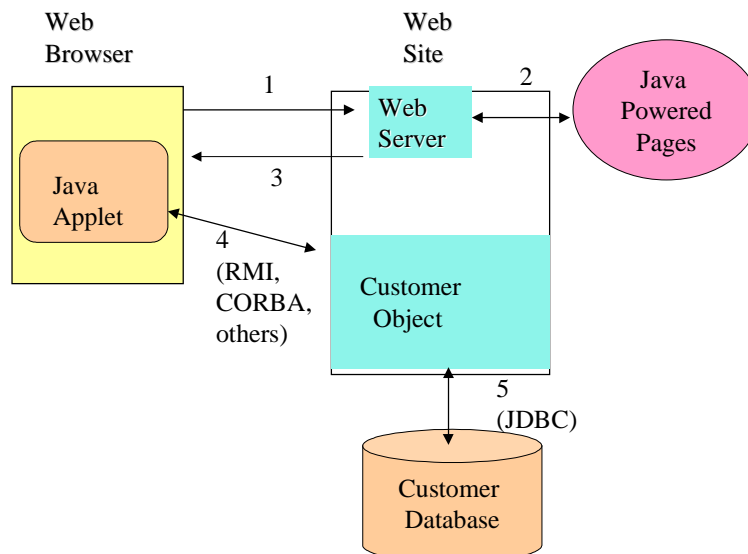 Web
Browser
Web
Site
1
2
Web
Server
Java
Powered
Pages
3
Java
Applet
4
(RMI,
CORBA,
others)
Customer
Object
5
(JDBC)
Customer
Database